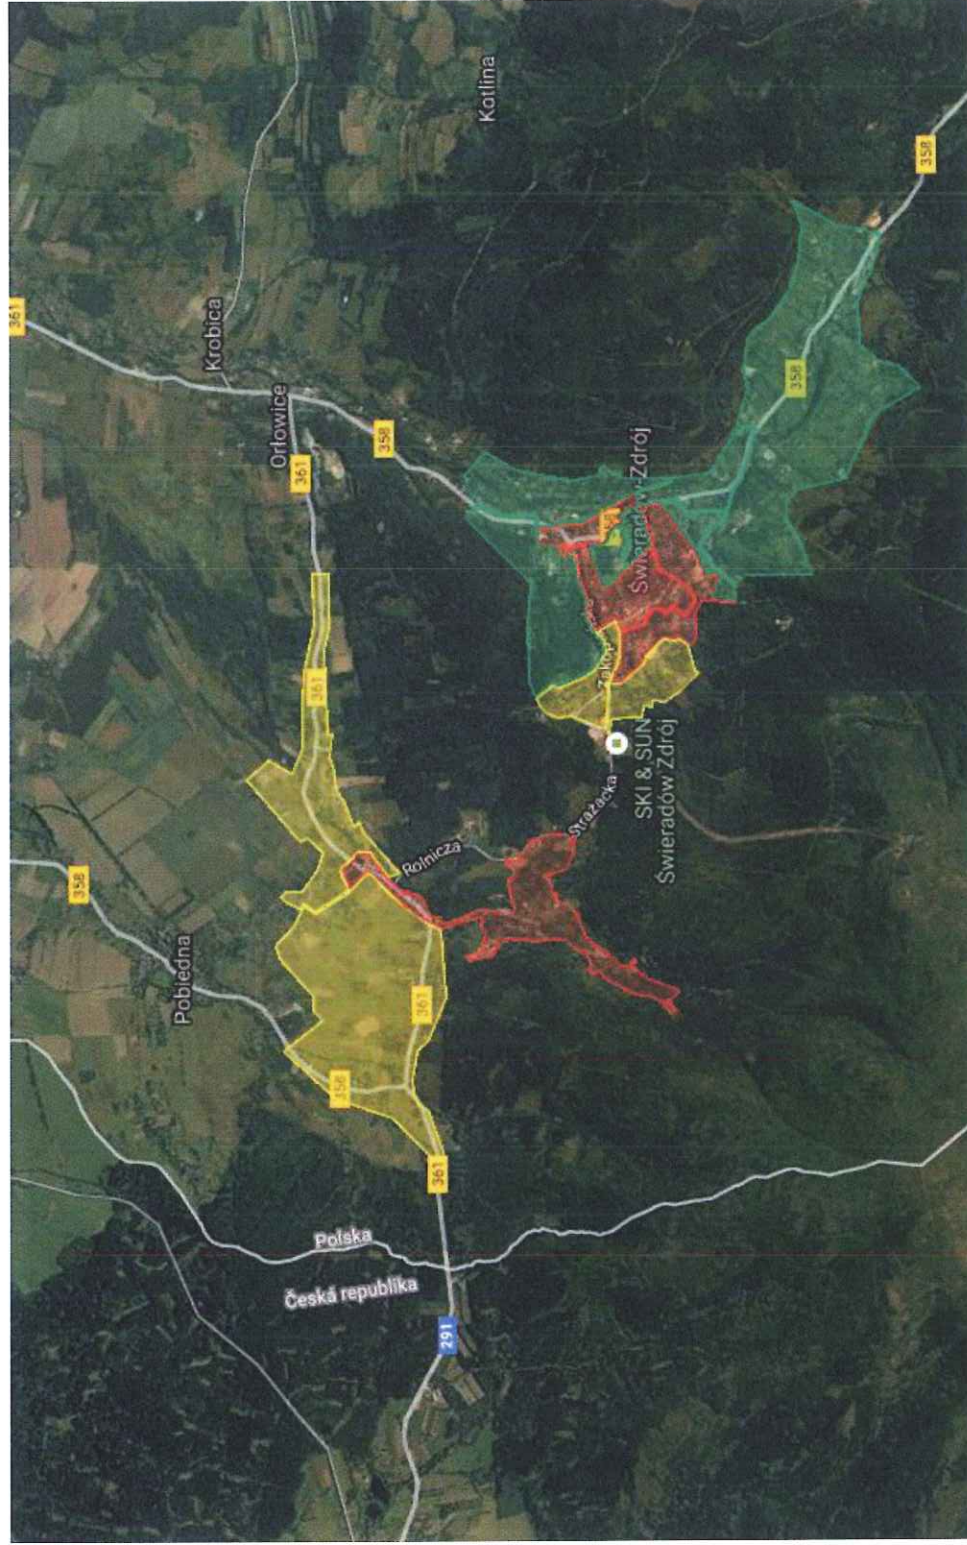 361
358
Pobiedna
Krobica
Orłowice
361
361
358
Polska
Česká republika
358
361
Rolnicza
361
291
Kotlina
Strażacka
Świeradów-Zdrój
SKI & SUN
Świeradów Zdrój
358
358